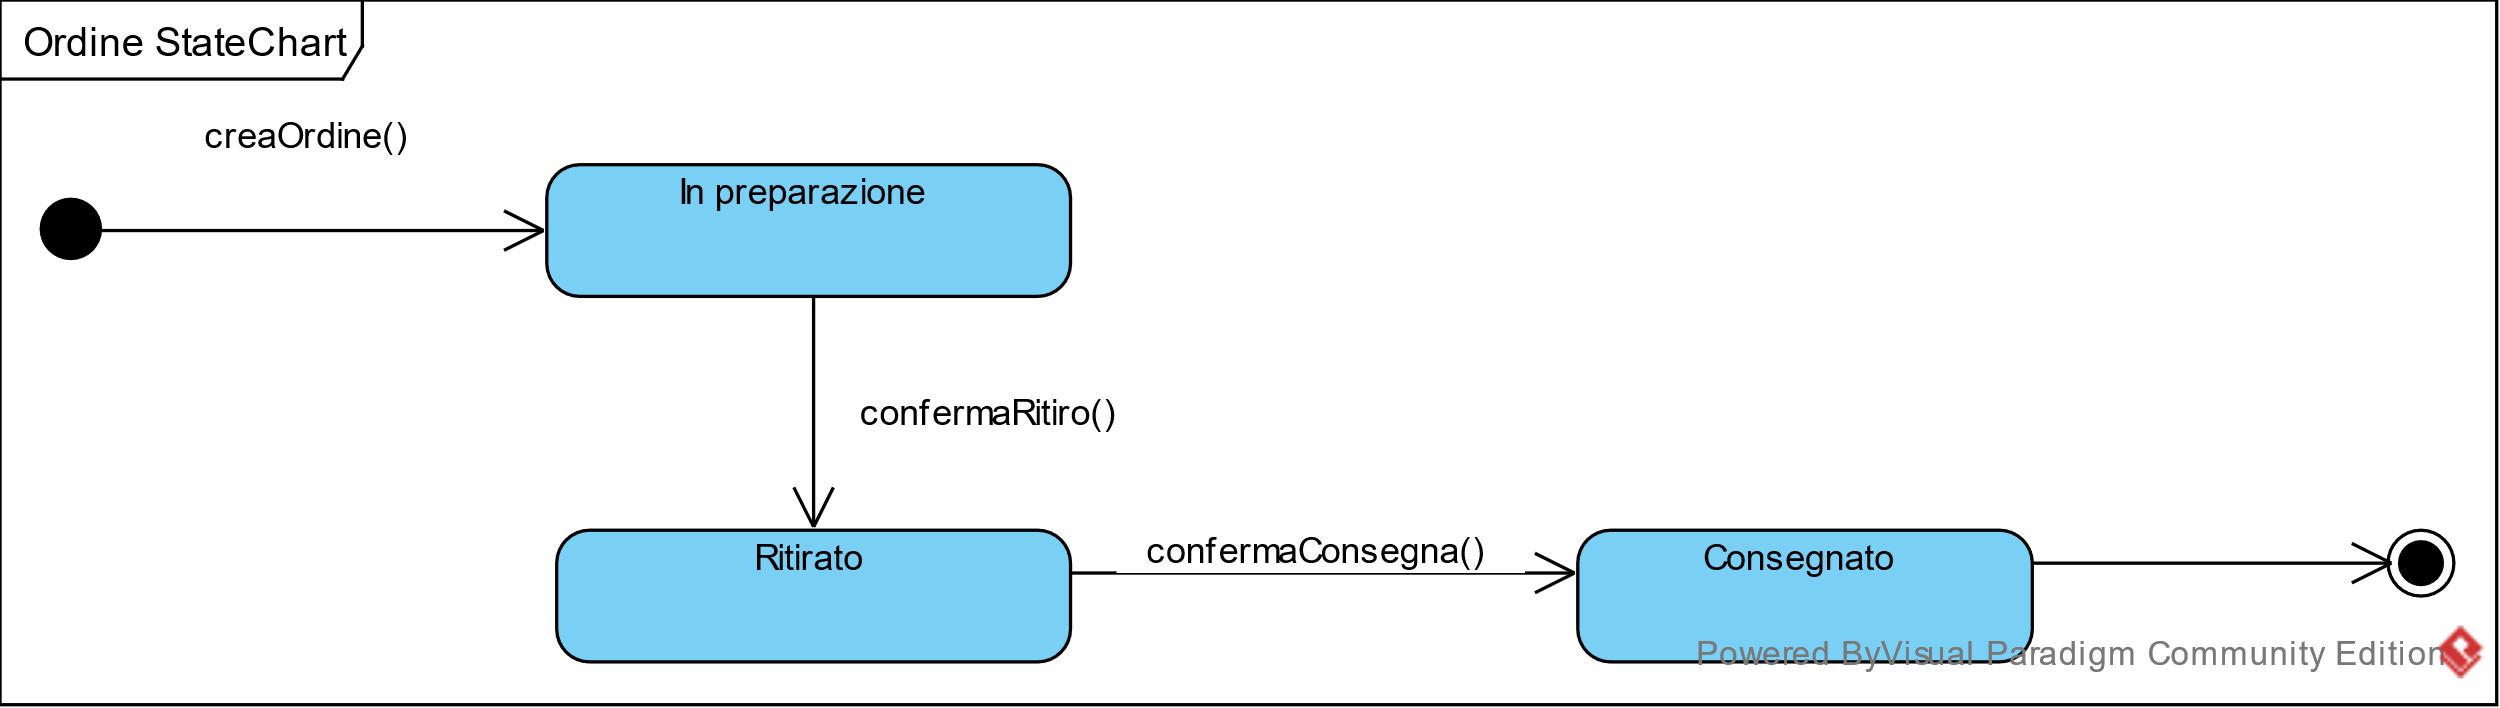 Ordine StateChart
creaOrdine()
In preparazione
confermaRitiro()
Ritirato
confermaConsegna()
Consegnato
Powered ByVisual Paradigm Community Edition